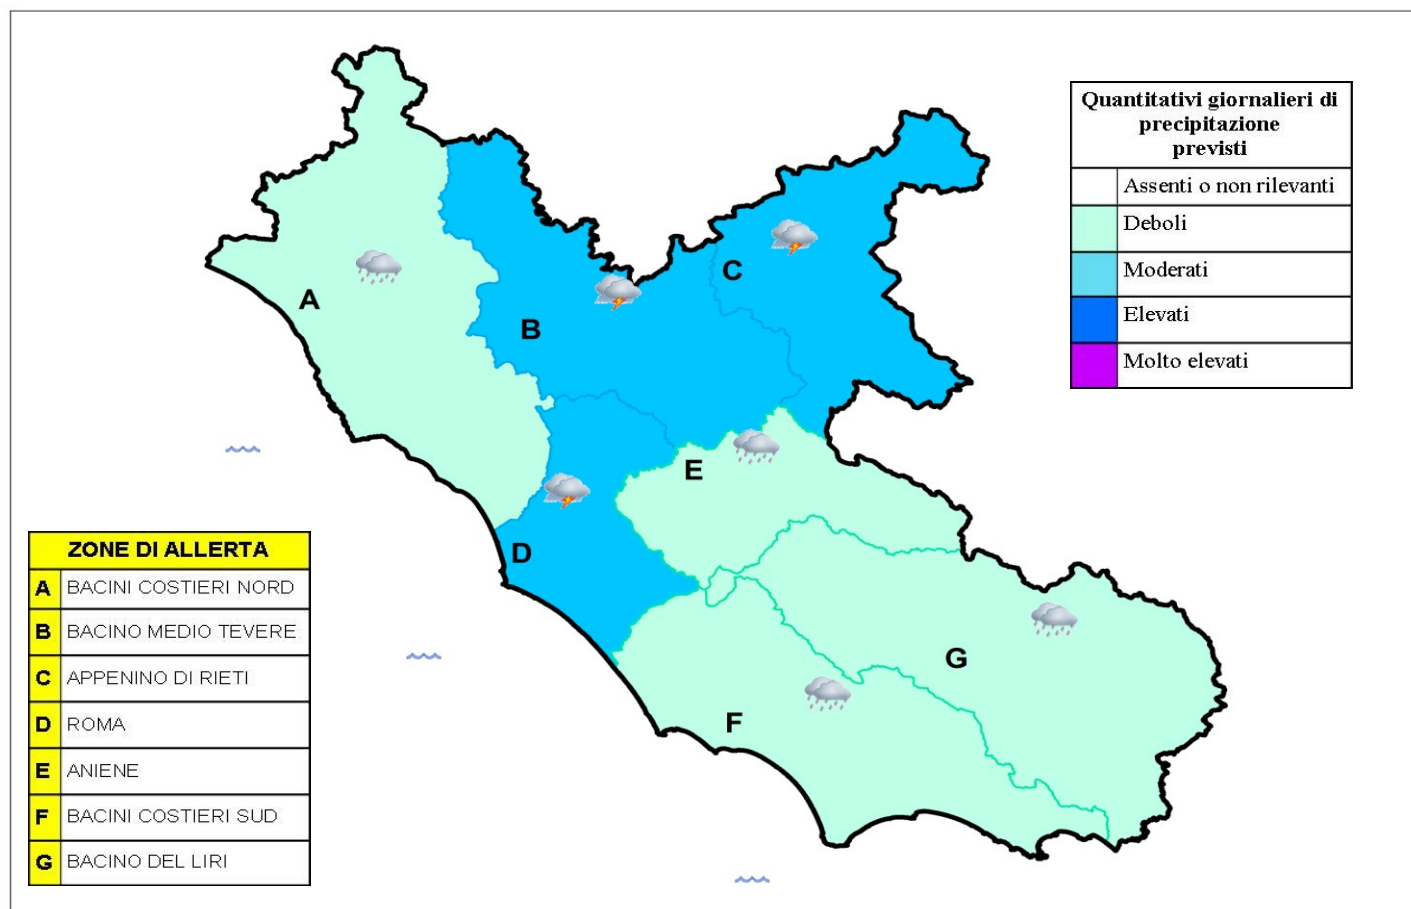 Quantitativi giornalieri di
precipitazione
previsti
Assenti o non rilevanti
Deboli
Moderati
Elevati
Molto elevati
A
B
C
D
E
F
G
ZONE DI ALLERTA
A BACINI COSTIERI NORD
B BACINO MEDIO TEVERE
C APPENINO DI RIETI
D ROMA
E ANIENE
F BACINI COSTIERI SUD
G BACINO DEL LIRI